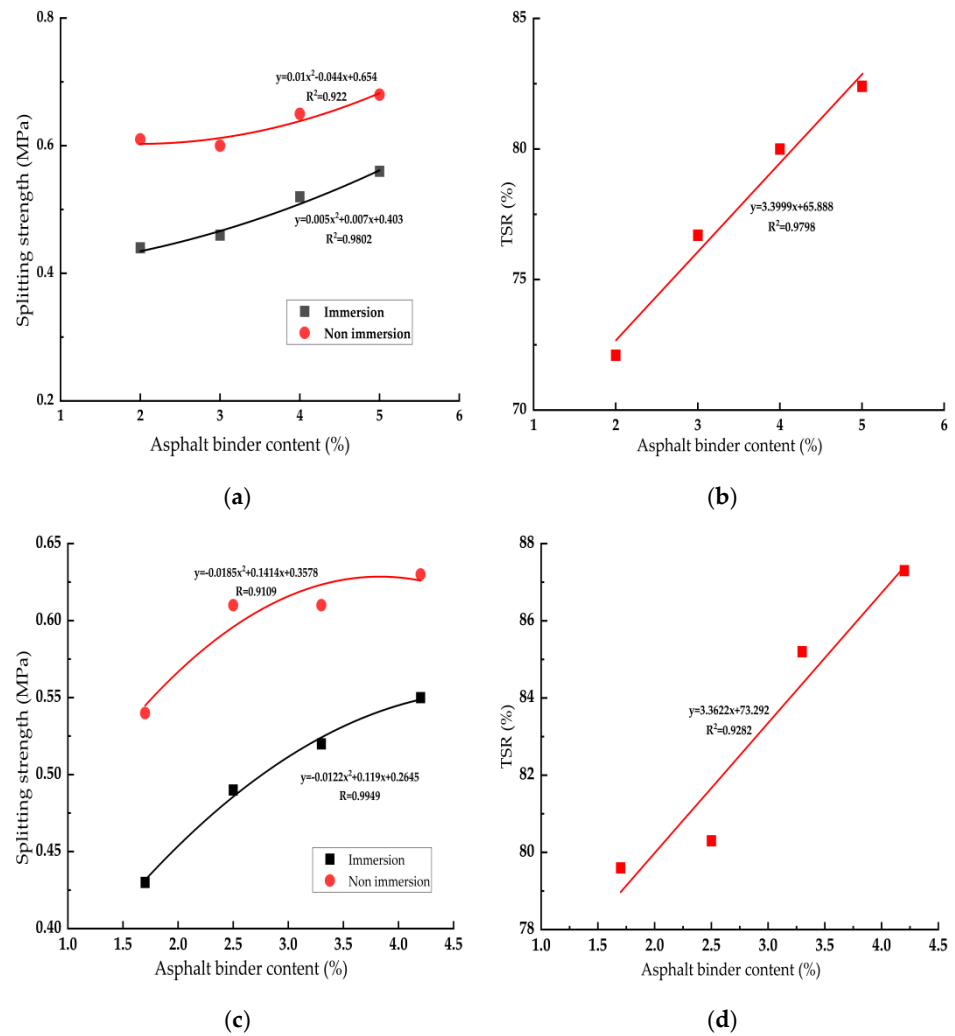 0.8
0.6
0.4
0.2
Splitting strength (MPa)
y=0.01x²-0.044x+0.654
R²=0.922
y=0.005x²+0.007x+0.403
R²=0.9802
Immersion
Non immersion
1 2 3 4 5 6
Asphalt binder content (%)
(a)
85
80
75
70
TSR (%)
y=3.3999x+65.888
R²=0.9798
1 2 3 4 5 6
Asphalt binder content (%)
(b)
0.65
0.60
0.55
0.50
0.45
0.40
Splitting strength (MPa)
y=-0.0185x²+0.1414x+0.3578
R=0.9109
y=-0.0122x²+0.119x+0.2645
R=0.9949
Immersion
Non immersion
1.0 1.5 2.0 2.5 3.0 3.5 4.0 4.5
Asphalt binder content (%)
(c)
88
86
84
82
80
78
TSR (%)
y=3.3622x+73.292
R²=0.9282
1.0 1.5 2.0 2.5 3.0 3.5 4.0 4.5
Asphalt binder content (%)
(d)